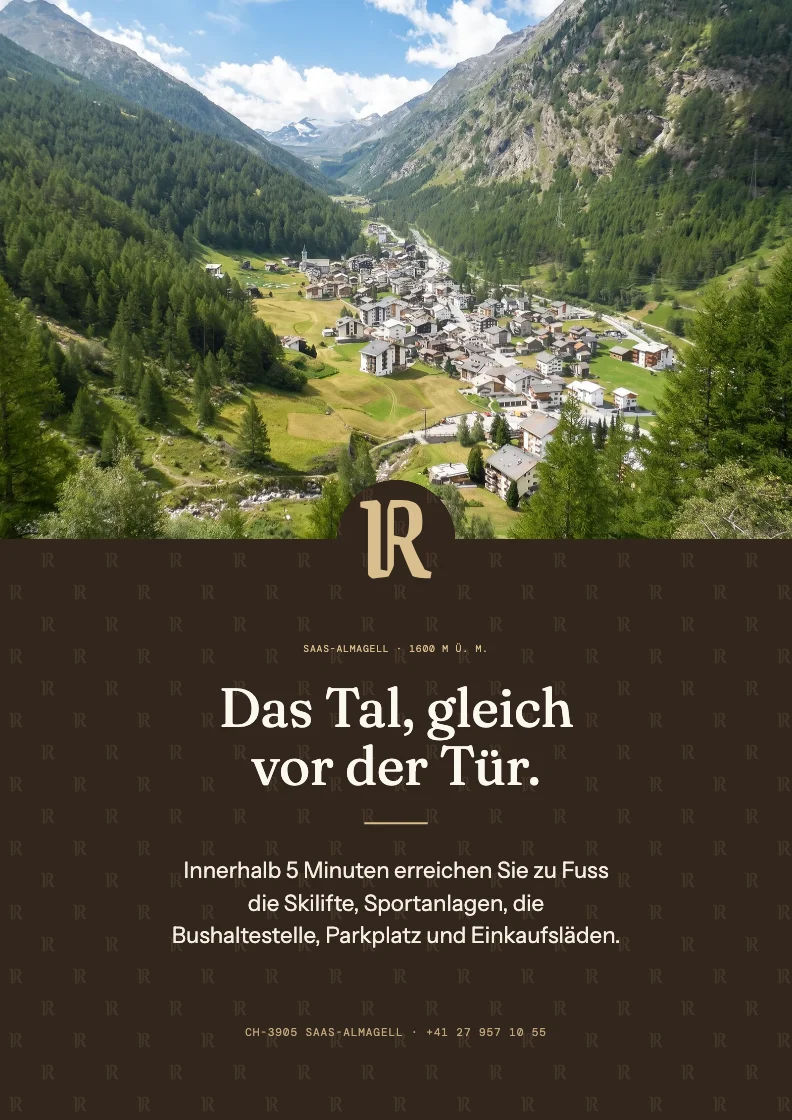 R
SAAS-ALMAGELL · 1600 M Ü. M.
Das Tal, gleich
vor der Tür.
Innerhalb 5 Minuten erreichen Sie zu Fuss
die Skilifte, Sportanlagen, die
Bushaltestelle, Parkplatz und Einkaufsläden.
CH-3905 SAAS-ALMAGELL · +41 27 957 10 55